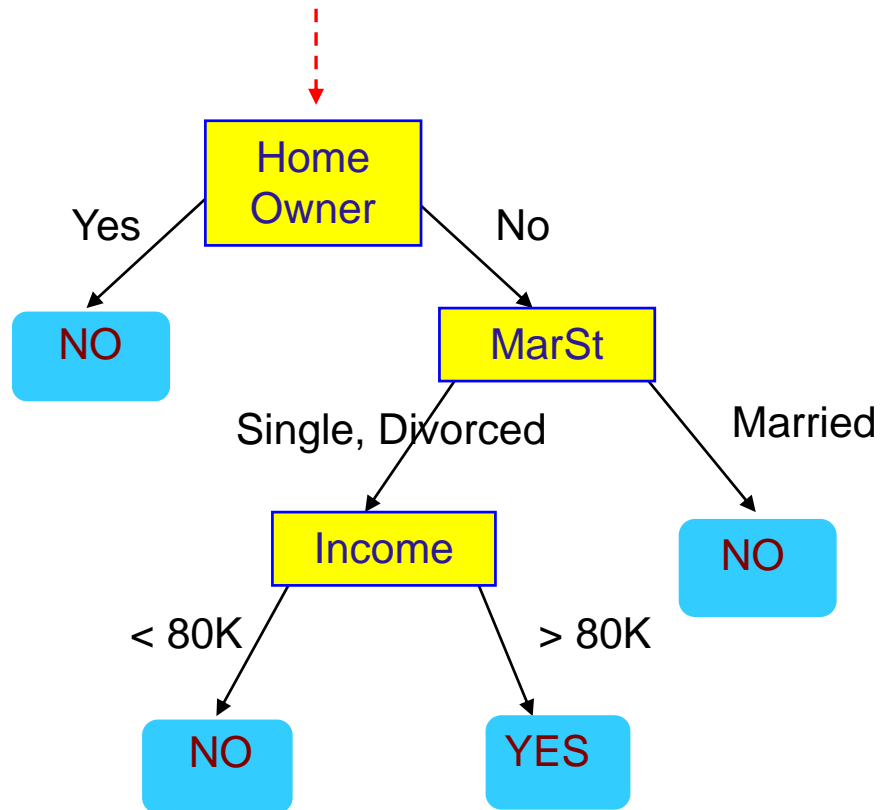 Home
Owner
Yes
No
NO
MarSt
Single, Divorced
Married
Income
NO
< 80K
> 80K
NO
YES